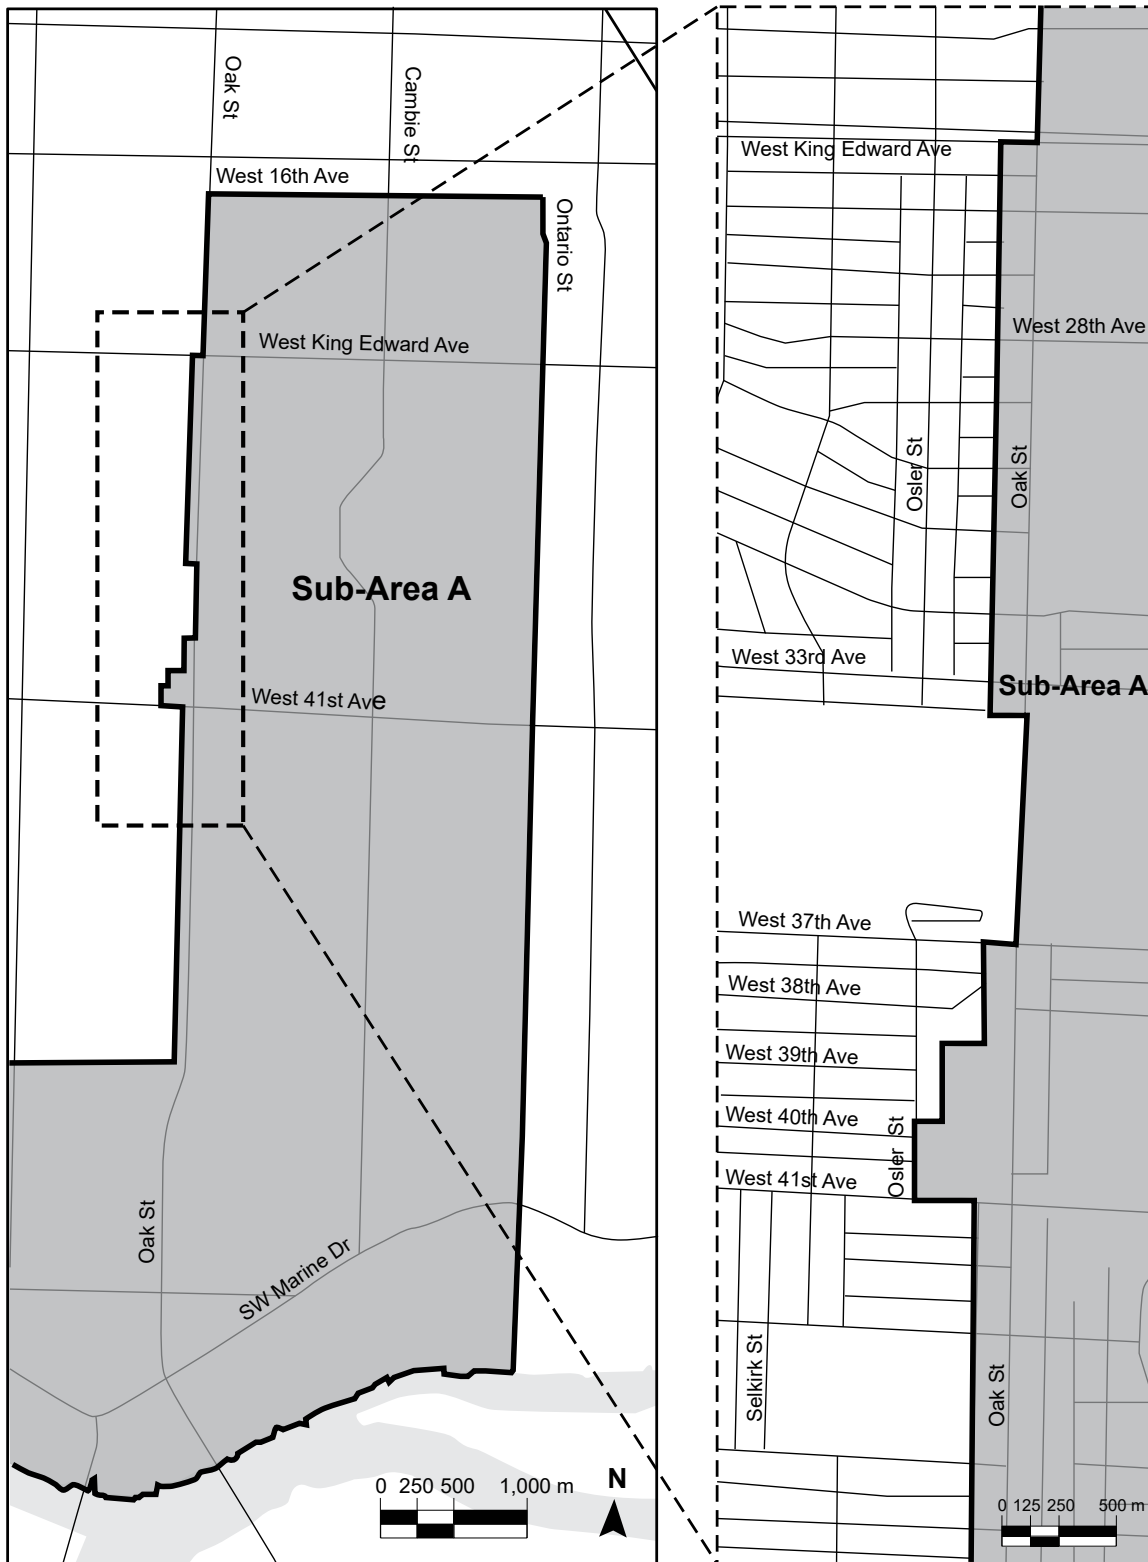 Oak St
Cambie St
West 16th Ave
Ontario St
West King Edward Ave
Sub-Area A
West 41st Ave
Oak St
SW Marine Dr
0 250 500 1,000 m
N
West King Edward Ave
West 28th Ave
Osler St
Oak St
West 33rd Ave
Sub-Area A
West 37th Ave
West 38th Ave
West 39th Ave
West 40th Ave
Osler St
West 41st Ave
Selkirk St
Oak St
0 125 250 500 m